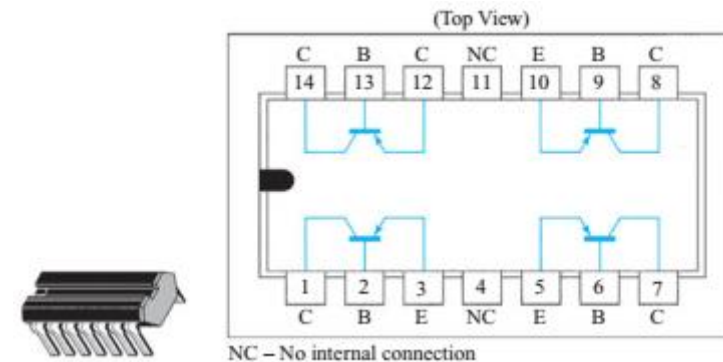 (Top View)
C B C NC E B C
14 13 12 11 10 9 8
1 2 3 4 5 6 7
C B E NC E B C
NC – No internal connection